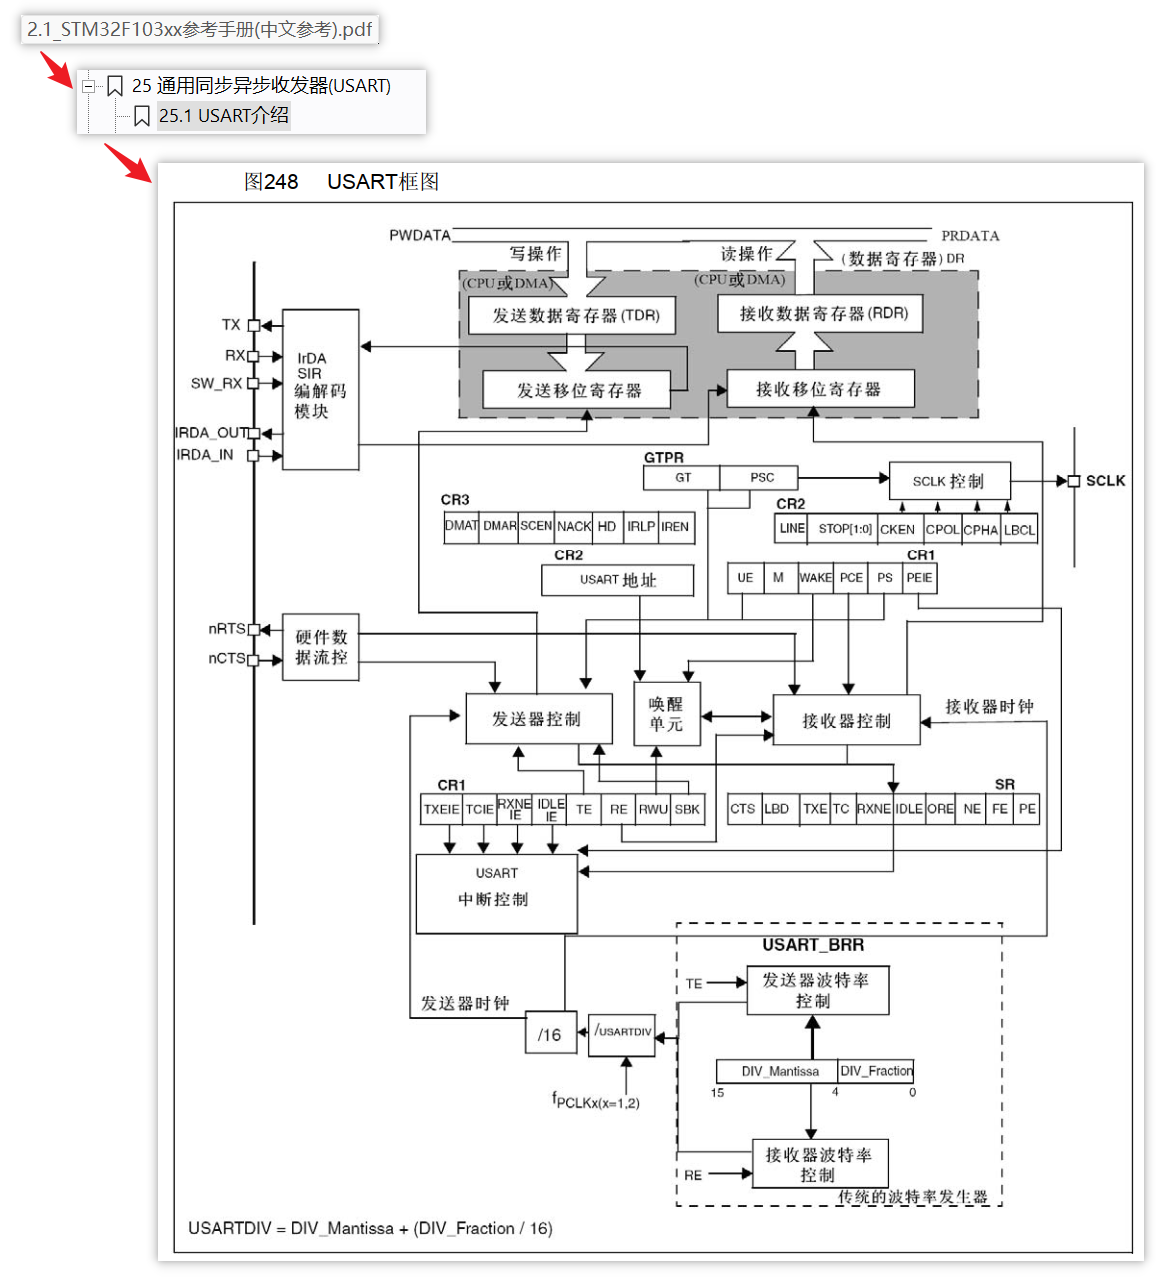 2.1_STM32F103xx参考手册(中文参考).pdf
25 通用同步异步收发器(USART)
25.1 USART介绍
图248 USART框图
PWDATA
PRDATA
写操作
读操作
(数据寄存器) DR
(CPU或DMA)
(CPU或DMA)
发送数据寄存器(TDR)
接收数据寄存器(RDR)
TX
RX
SW_RX
IRDA_OUT
IRDA_IN
IrDA
SIR
编解码
模块
发送移位寄存器
接收移位寄存器
GTPR
GT PSC
SCLK 控制
SCLK
CR3
DMAT DMAR SCEN NACK HD IRLP IREN
CR2
LINE STOP[1:0] CKEN CPOL CPHA LBCL
CR2
USART 地址
CR1
UE M WAKE PCE PS PEIE
nRTS
nCTS
硬件数
据流控
发送器控制
唤醒
单元
接收器控制
接收器时钟
CR1
TXEIE TCIE RXNE IE IDLE IE TE RE RWU SBK
SR
CTS LBD TXE TC RXNE IDLE ORE NE FE PE
USART
中断控制
USART_BRR
TE
发送器波特率
控制
发送器时钟
/16
/USARTDIV
fPCLKx(x=1,2)
DIV_Mantissa DIV_Fraction
15 4 0
RE
接收器波特率
控制
传统的波特率发生器
USARTDIV = DIV_Mantissa + (DIV_Fraction / 16)